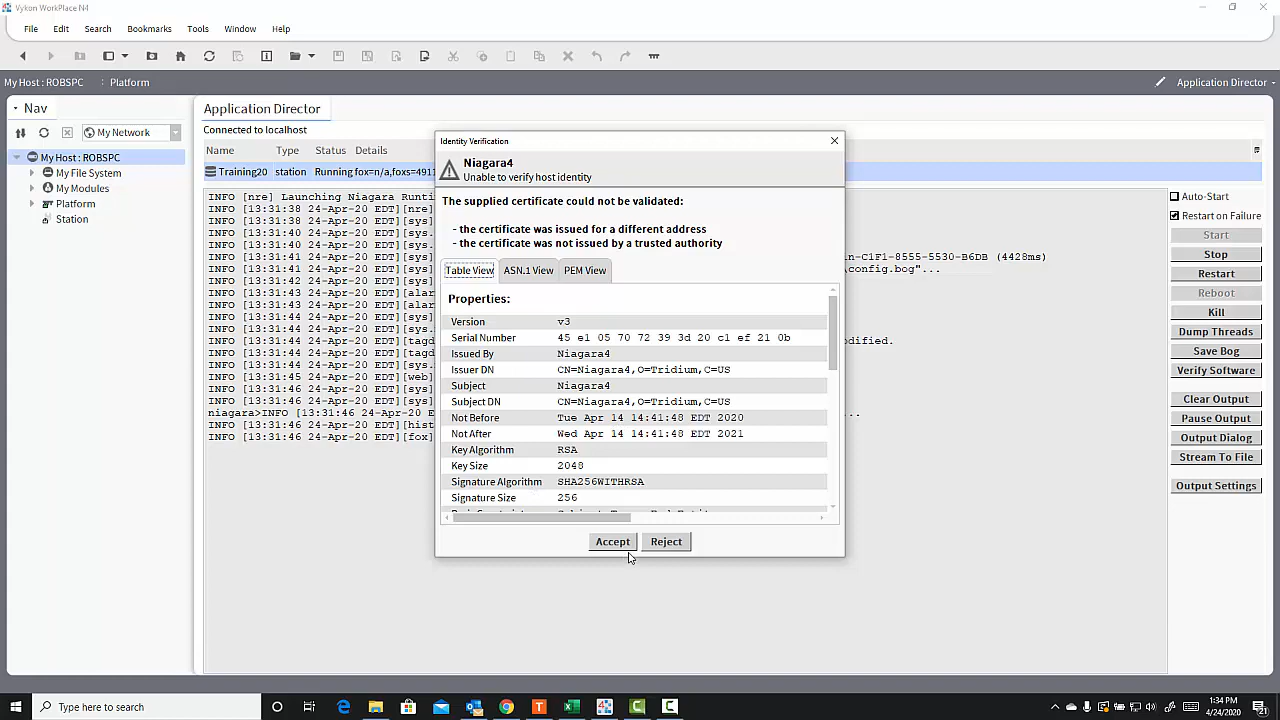 Vykon WorkPlace N4
File Edit Search Bookmarks Tools Window Help
My Host : ROBSPC : Platform Application Director
Nav
My Network
My Host : ROBSPC
My File System
My Modules
Platform
Station
Application Director
Connected to localhost
Name Type Status Details
Training20 station Running fox=n/a,foxs=491
INFO [nre] Launching Niagara Runti
INFO [13:31:38 24-Apr-20 EDT][nre]
INFO [13:31:38 24-Apr-20 EDT][sys]
INFO [13:31:40 24-Apr-20 EDT][sys]
INFO [13:31:40 24-Apr-20 EDT][sys.
INFO [13:31:41 24-Apr-20 EDT][sys] n-C1F1-8555-5530-B6DB (4428ms)
INFO [13:31:41 24-Apr-20 EDT][sys] \config.bog"...
INFO [13:31:42 24-Apr-20 EDT][sys]
INFO [13:31:43 24-Apr-20 EDT][alar
INFO [13:31:43 24-Apr-20 EDT][alar
INFO [13:31:44 24-Apr-20 EDT][sys]
INFO [13:31:44 24-Apr-20 EDT][tagd odified.
INFO [13:31:44 24-Apr-20 EDT][tagd
INFO [13:31:44 24-Apr-20 EDT][sys.
INFO [13:31:45 24-Apr-20 EDT][web]
INFO [13:31:46 24-Apr-20 EDT][sys]
INFO [13:31:46 24-Apr-20 EDT][sys]
niagara>INFO [13:31:46 24-Apr-20 E ...
INFO [13:31:46 24-Apr-20 EDT][hist
INFO [13:31:46 24-Apr-20 EDT][fox]
Identity Verification
Niagara4
Unable to verify host identity
The supplied certificate could not be validated:
- the certificate was issued for a different address
- the certificate was not issued by a trusted authority
Table View ASN.1 View PEM View
Properties:
Version v3
Serial Number 45 e1 05 70 72 39 3d 20 c1 ef 21 0b
Issued By Niagara4
Issuer DN CN=Niagara4,O=Tridium,C=US
Subject Niagara4
Subject DN CN=Niagara4,O=Tridium,C=US
Not Before Tue Apr 14 14:41:48 EDT 2020
Not After Wed Apr 14 14:41:48 EDT 2021
Key Algorithm RSA
Key Size 2048
Signature Algorithm SHA256WITHRSA
Signature Size 256
Accept Reject
Auto-Start
Restart on Failure
Start
Stop
Restart
Reboot
Kill
Dump Threads
Save Bog
Verify Software
Clear Output
Pause Output
Output Dialog
Stream To File
Output Settings
Type here to search
1:34 PM
4/24/2020